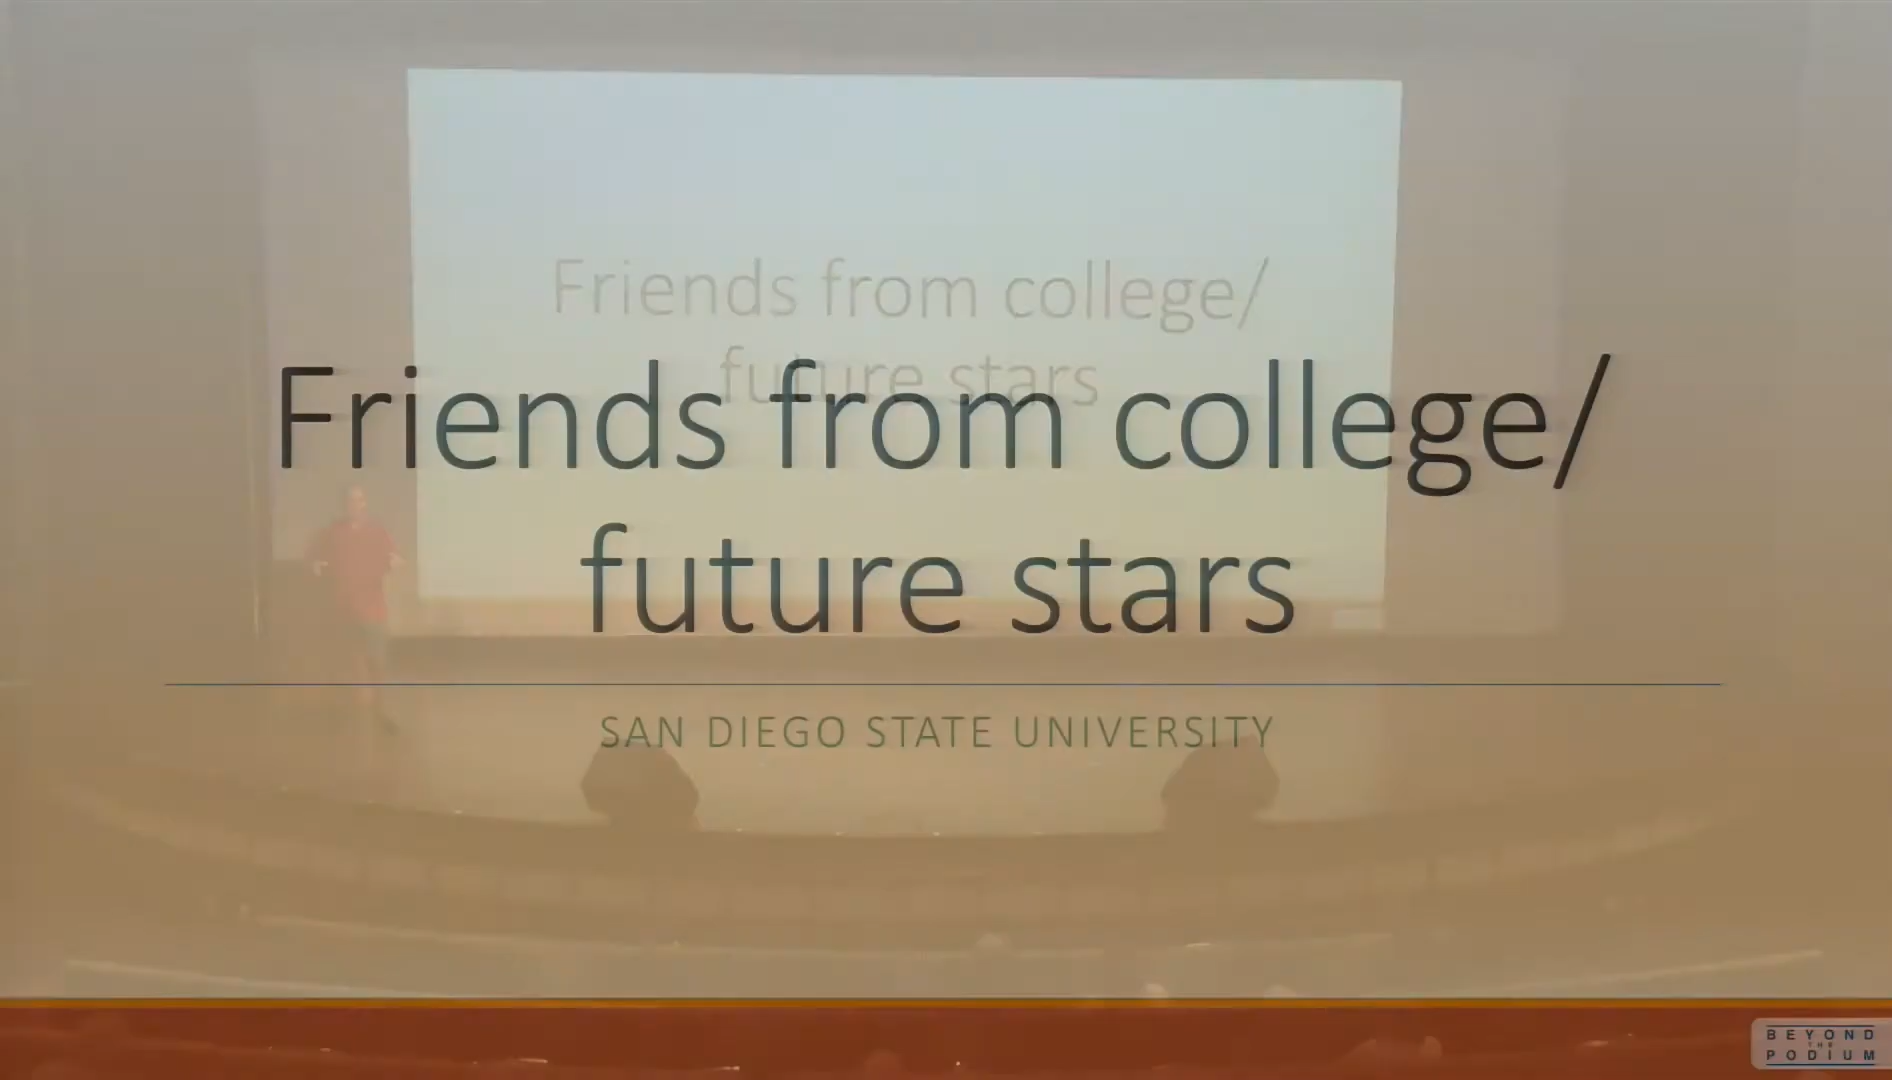 Friends from college/
future stars
Friends from college/
future stars
SAN DIEGO STATE UNIVERSITY
BEYOND
THE
PODIUM